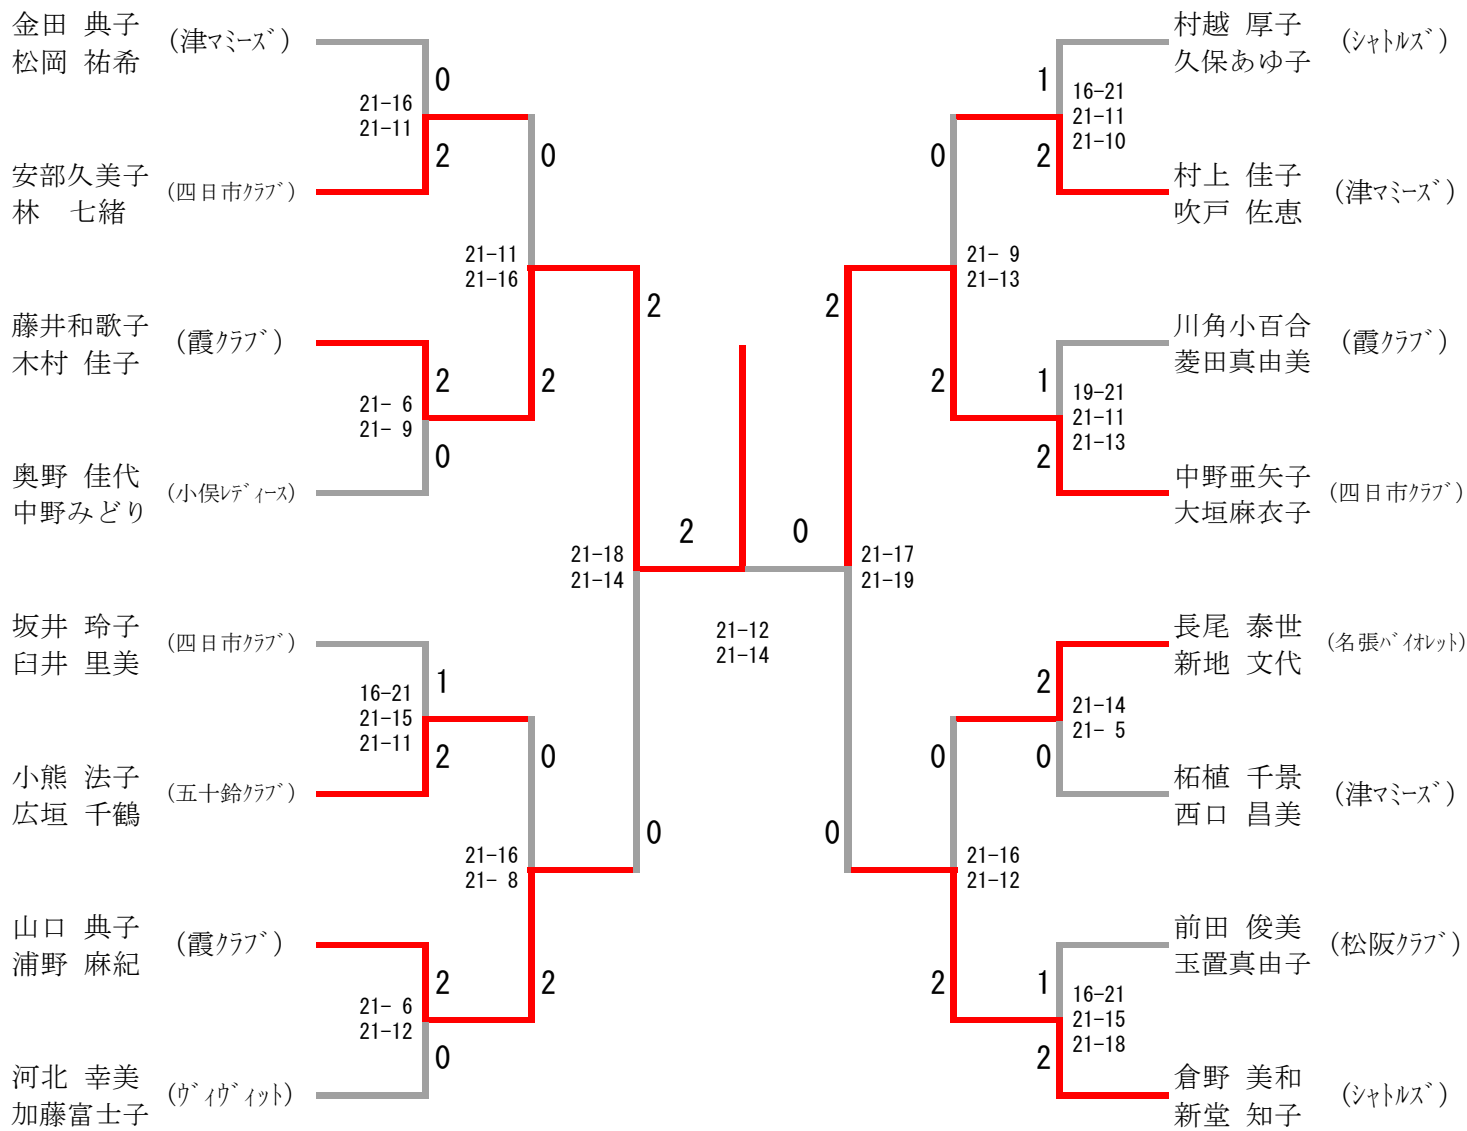 金田 典子
松岡 祐希
(津マミーズ)
0
21-16
21-11
2
安部久美子
林 七緒
(四日市クラブ)
0
21-11
21-16
藤井和歌子
木村 佳子
(霞クラブ)
2
21- 6
21- 9
0
2
奥野 佳代
中野みどり
(小俣レディース)
2
21-18
21-14
坂井 玲子
臼井 里美
(四日市クラブ)
1
16-21
21-15
21-11
2
小熊 法子
広垣 千鶴
(五十鈴クラブ)
0
21-16
21- 8
山口 典子
浦野 麻紀
(霞クラブ)
2
21- 6
21-12
0
2
河北 幸美
加藤富士子
(ヴィヴィット)
0
2
0
21-12
21-14
村越 厚子
久保あゆ子
(シャトルズ)
1
16-21
21-11
21-10
2
村上 佳子
吹戸 佐恵
(津マミーズ)
0
21- 9
21-13
川角小百合
菱田真由美
(霞クラブ)
1
19-21
21-11
21-13
2
2
中野亜矢子
大垣麻衣子
(四日市クラブ)
2
21-17
21-19
長尾 泰世
新地 文代
(名張バイオレット)
2
21-14
21- 5
0
柘植 千景
西口 昌美
(津マミーズ)
0
21-16
21-12
前田 俊美
玉置真由子
(松阪クラブ)
1
16-21
21-15
21-18
2
2
倉野 美和
新堂 知子
(シャトルズ)
0